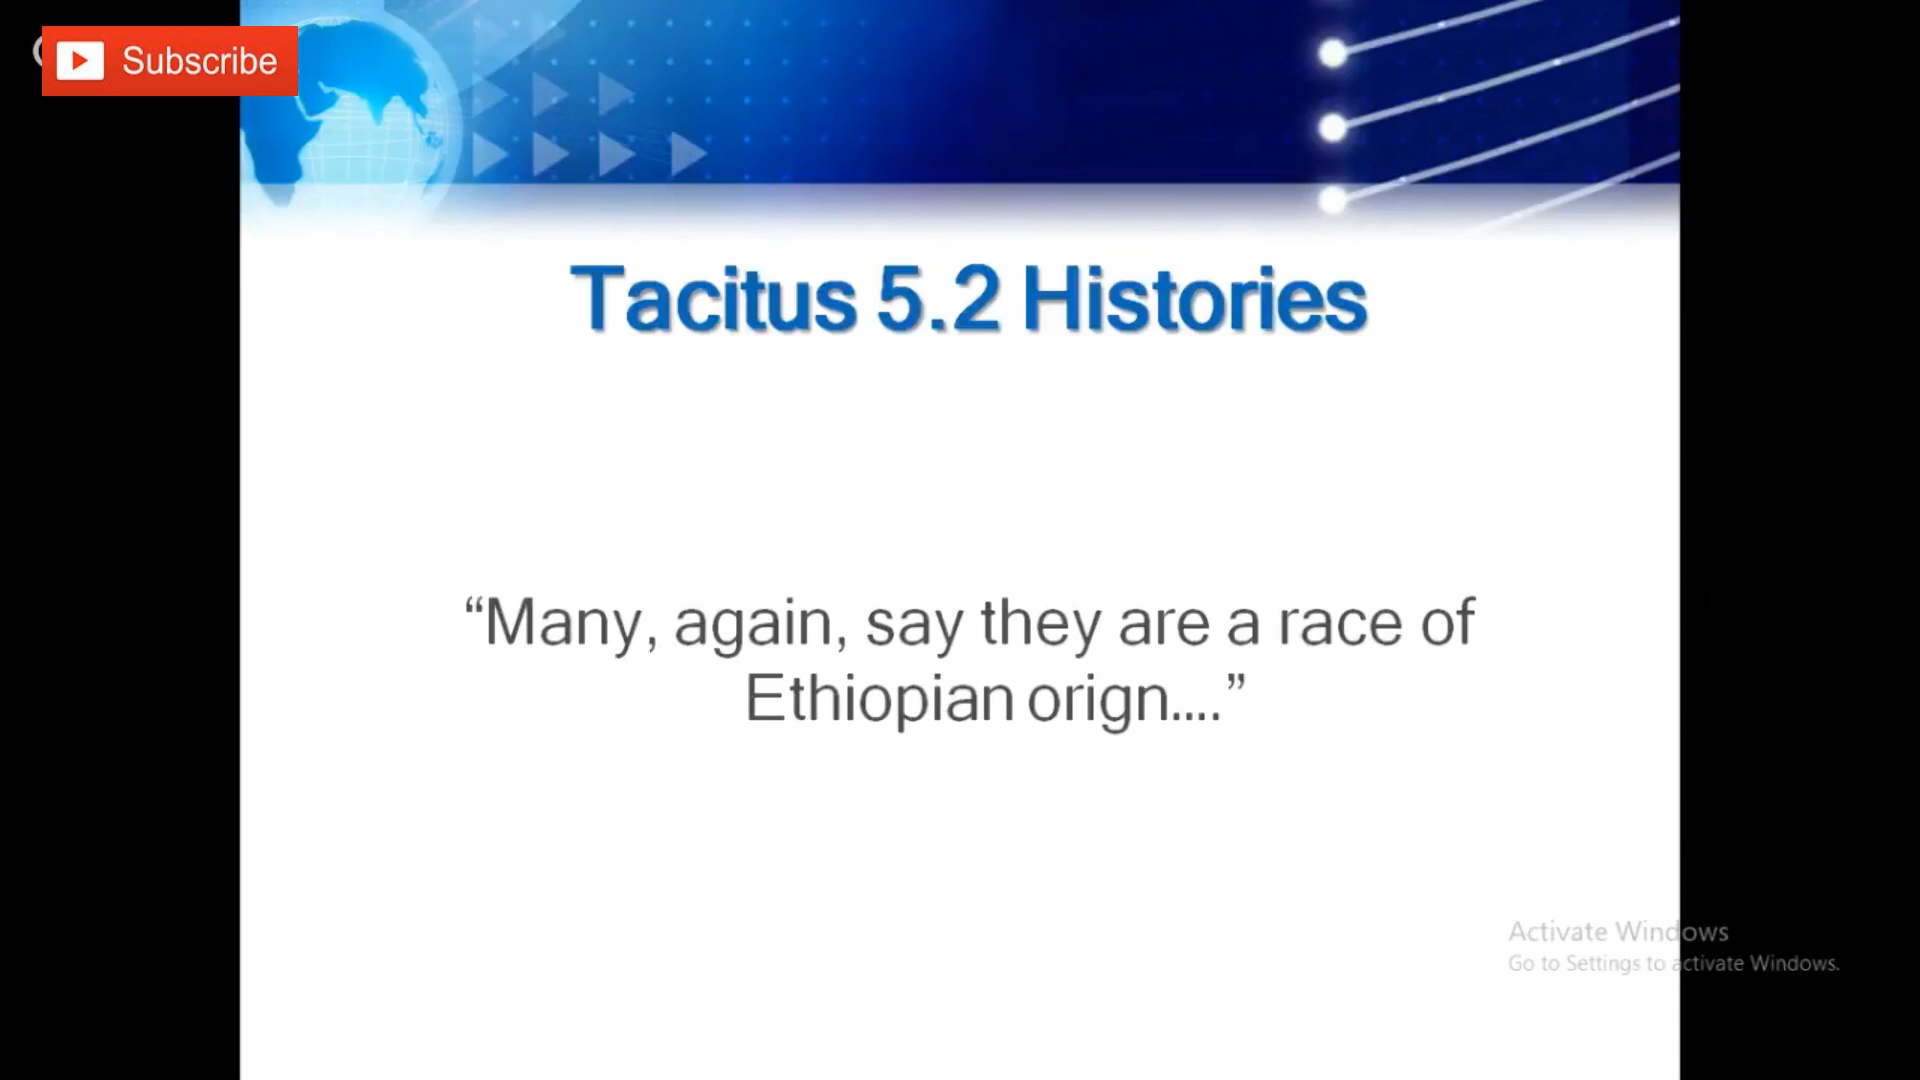 Subscribe
Tacitus 5.2 Histories
“Many, again, say they are a race of
Ethiopian orign....”
Activate Windows
Go to Settings to activate Windows.